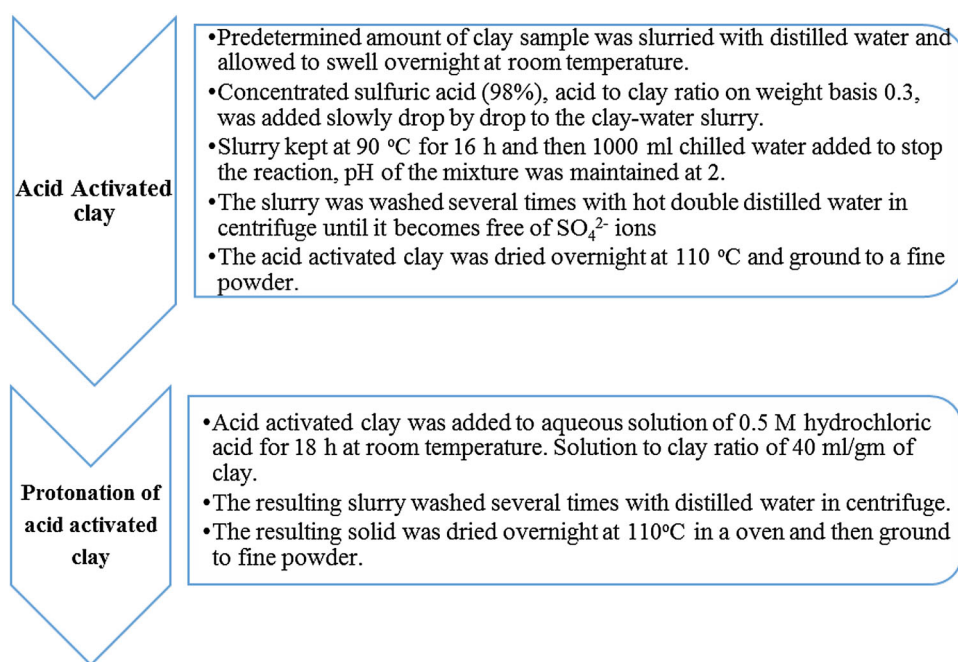 Acid Activated
clay
•Predetermined amount of clay sample was slurried with distilled water and
allowed to swell overnight at room temperature.
•Concentrated sulfuric acid (98%), acid to clay ratio on weight basis 0.3,
was added slowly drop by drop to the clay-water slurry.
•Slurry kept at 90 °C for 16 h and then 1000 ml chilled water added to stop
the reaction, pH of the mixture was maintained at 2.
•The slurry was washed several times with hot double distilled water in
centrifuge until it becomes free of SO₄²⁻ ions
•The acid activated clay was dried overnight at 110 °C and ground to a fine
powder.
Protonation of
acid activated
clay
•Acid activated clay was added to aqueous solution of 0.5 M hydrochloric
acid for 18 h at room temperature. Solution to clay ratio of 40 ml/gm of
clay.
•The resulting slurry washed several times with distilled water in centrifuge.
•The resulting solid was dried overnight at 110°C in a oven and then ground
to fine powder.